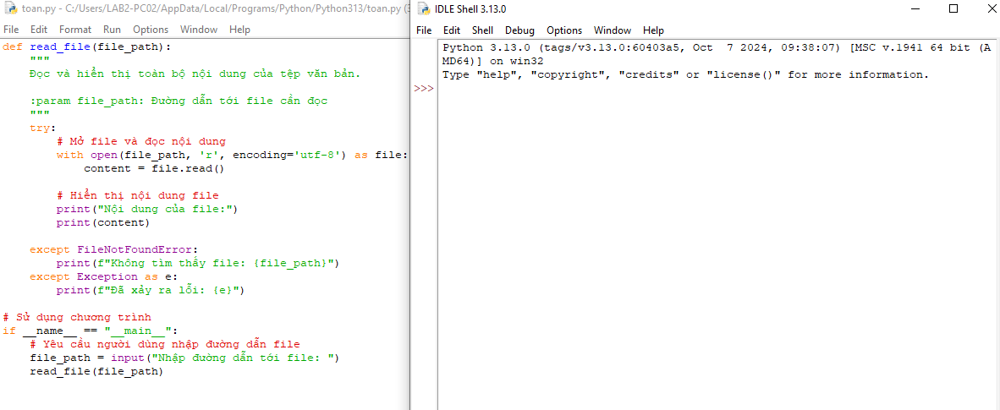 toan.py - C:/Users/LAB2-PC02/AppData/Local/Programs/Python/Python313/toan.py (3
File Edit Format Run Options Window Help
def read_file(file_path):
    """
    Đọc và hiển thị toàn bộ nội dung của tệp văn bản.

    :param file_path: Đường dẫn tới file cần đọc
    """
    try:
        # Mở file và đọc nội dung
        with open(file_path, 'r', encoding='utf-8') as file:
            content = file.read()

        # Hiển thị nội dung file
        print("Nội dung của file:")
        print(content)

    except FileNotFoundError:
        print(f"Không tìm thấy file: {file_path}")
    except Exception as e:
        print(f"Đã xảy ra lỗi: {e}")

# Sử dụng chương trình
if __name__ == "__main__":
    # Yêu cầu người dùng nhập đường dẫn file
    file_path = input("Nhập đường dẫn tới file: ")
    read_file(file_path)
IDLE Shell 3.13.0
File Edit Shell Debug Options Window Help
Python 3.13.0 (tags/v3.13.0:60403a5, Oct  7 2024, 09:38:07) [MSC v.1941 64 bit (A
MD64)] on win32
Type "help", "copyright", "credits" or "license()" for more information.
>>>